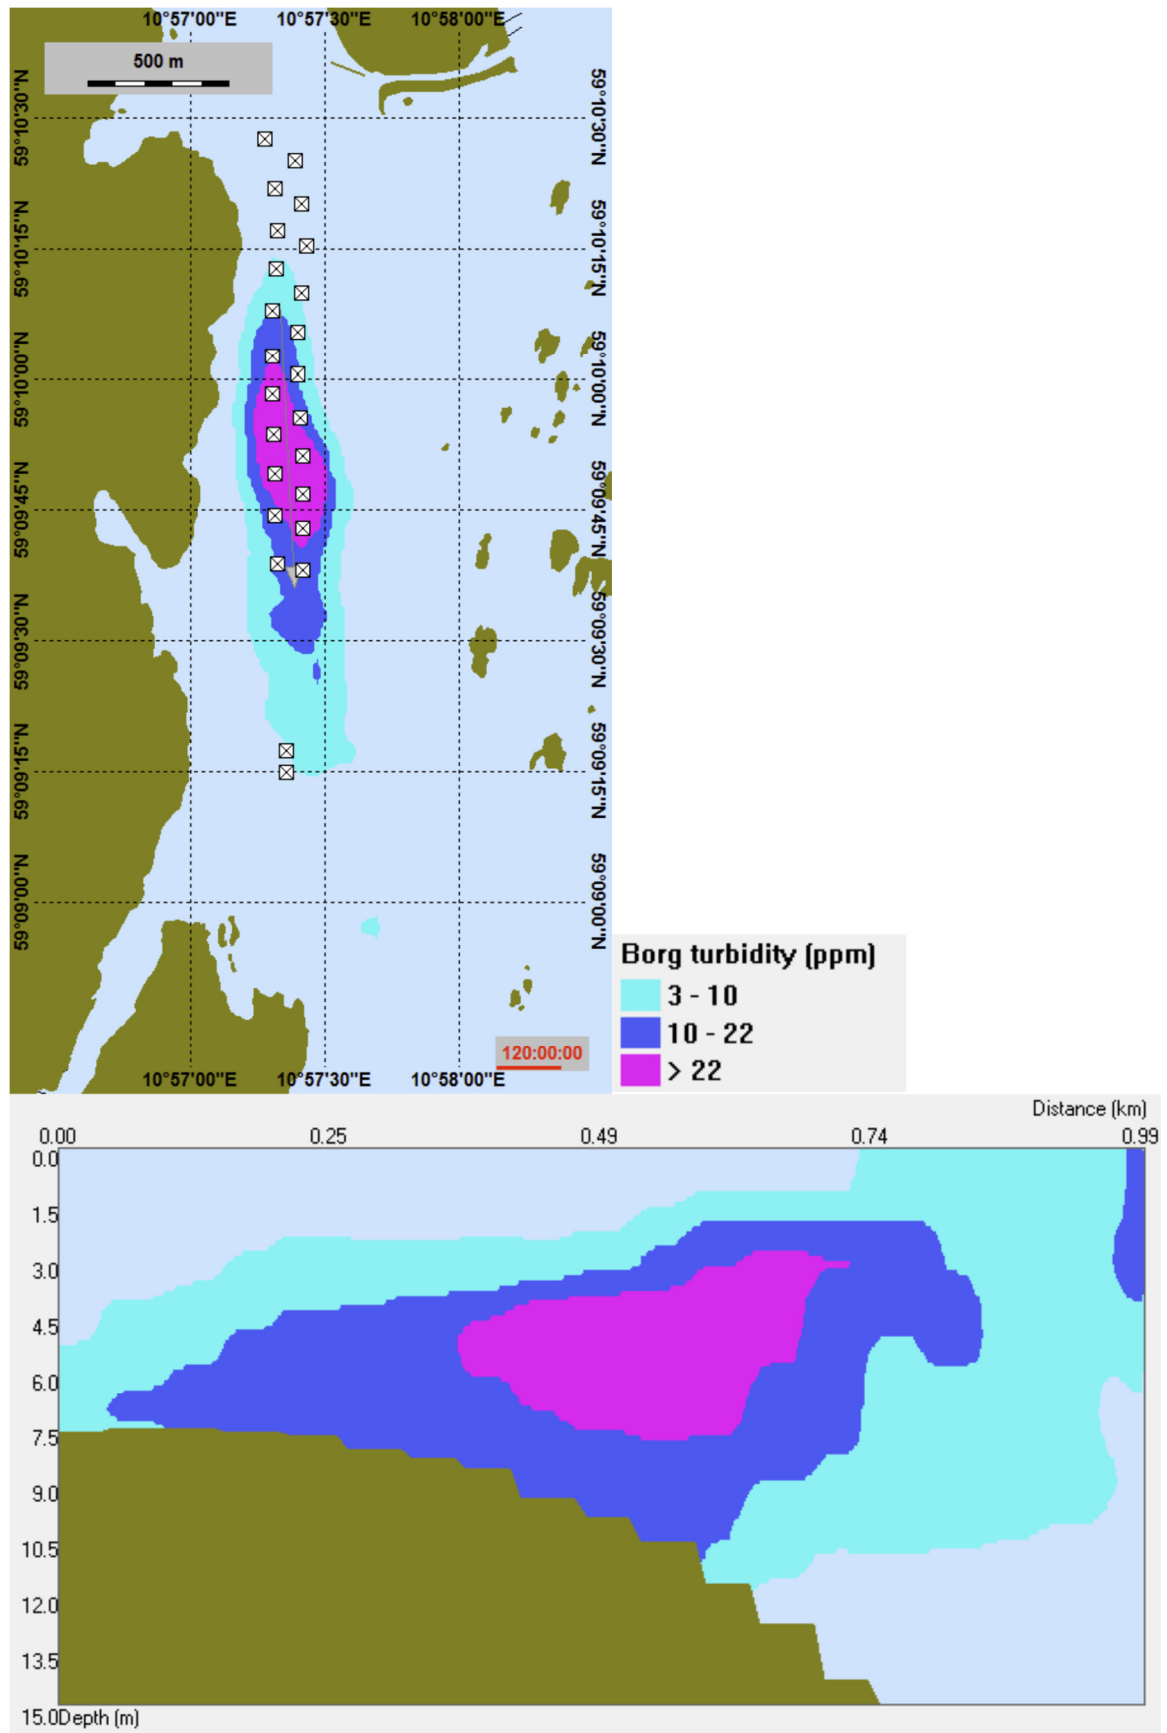 10°57'00"E 10°57'30"E 10°58'00"E
500 m
59°10'30"N 59°10'30"N
59°10'15"N 59°10'15"N
59°10'00"N 59°10'00"N
59°09'45"N 59°09'45"N
59°09'30"N 59°09'30"N
59°09'15"N 59°09'15"N
59°09'00"N 59°09'00"N
120:00:00
10°57'00"E 10°57'30"E 10°58'00"E
Borg turbidity (ppm)
3 - 10
10 - 22
> 22
Distance (km)
0.00 0.25 0.49 0.74 0.99
0.0
1.5
3.0
4.5
6.0
7.5
9.0
10.5
12.0
13.5
15.0Depth (m)